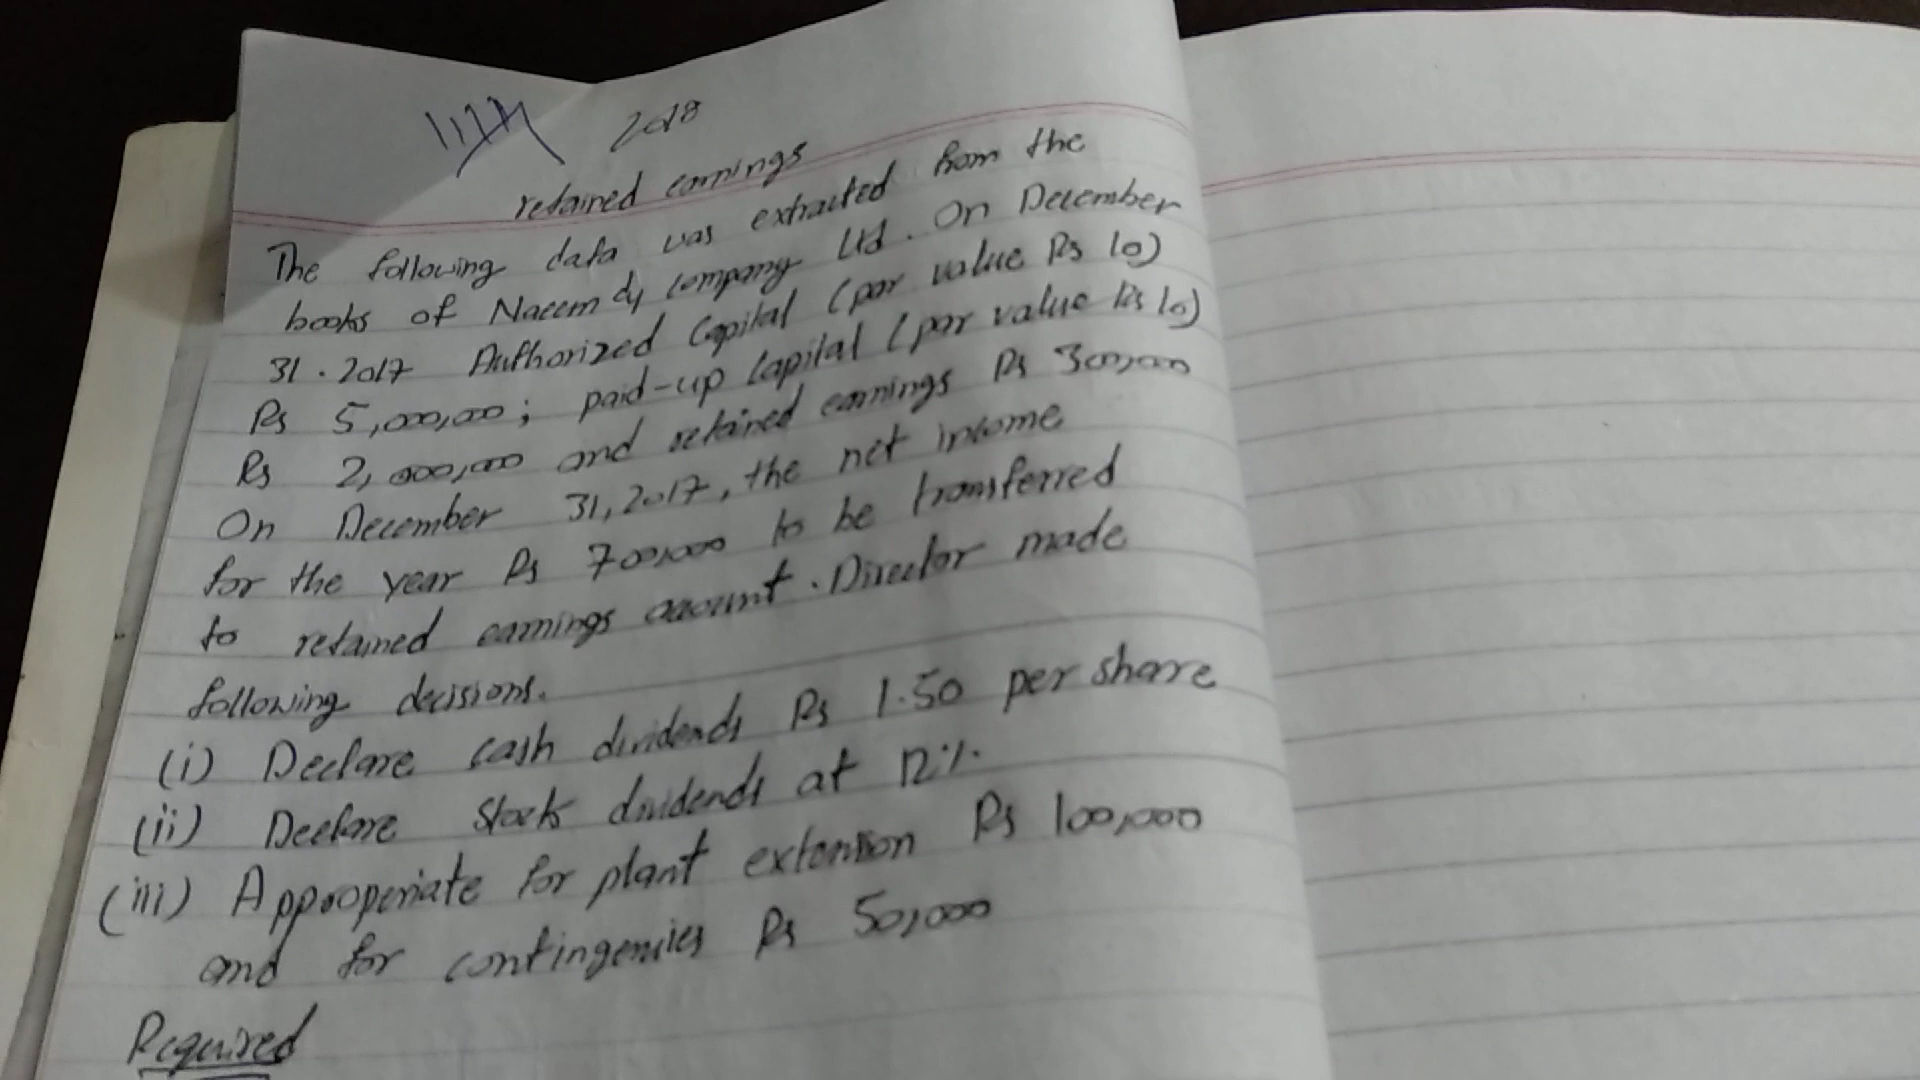 2018
retained earnings
The following data was extracted from the
books of Naeem dy company Ltd. On December
31.2017 Authorized Capital (par value Rs 10)
Rs 5,000,000; paid-up Capital (par value Rs 10)
Rs 2,000,000 and retained earnings Rs 300,000
On December 31, 2017, the net income
for the year Rs 700,000 to be transferred
to retained earnings account. Director made
following decisions.
(i) Declare cash dividends Rs 1.50 per share
(ii) Declare Stock dividends at 12%.
(iii) Appropriate for plant extention Rs 100,000
and for contingencies Rs 50,000
Required